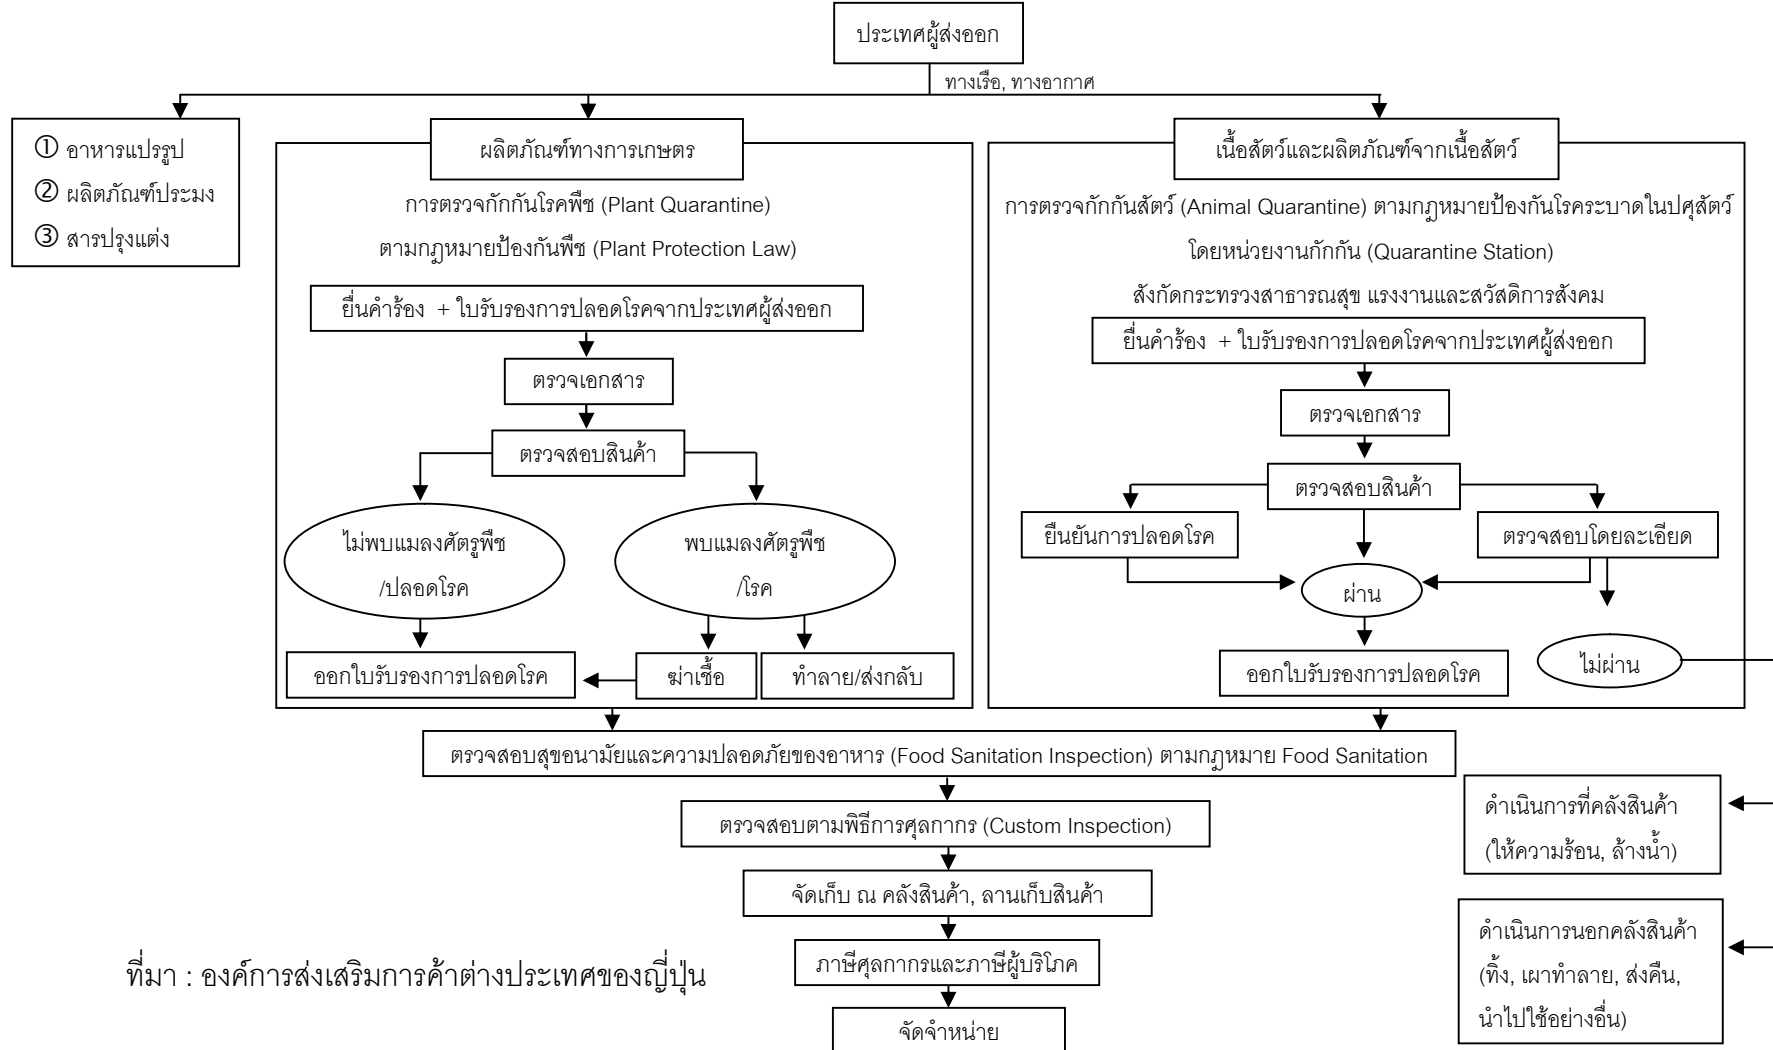 ประเทศผู้ส่งออก
ทางเรือ, ทางอากาศ
① อาหารแปรรูป
② ผลิตภัณฑ์ประมง
③ สารปรุงแต่ง
ผลิตภัณฑ์ทางการเกษตร
การตรวจกักกันโรคพืช (Plant Quarantine)
ตามกฎหมายป้องกันพืช (Plant Protection Law)
ยื่นคำร้อง + ใบรับรองการปลอดโรคจากประเทศผู้ส่งออก
ตรวจเอกสาร
ตรวจสอบสินค้า
ไม่พบแมลงศัตรูพืช
/ปลอดโรค
พบแมลงศัตรูพืช
/โรค
ออกใบรับรองการปลอดโรค
ฆ่าเชื้อ
ทำลาย/ส่งกลับ
เนื้อสัตว์และผลิตภัณฑ์จากเนื้อสัตว์
การตรวจกักกันสัตว์ (Animal Quarantine) ตามกฎหมายป้องกันโรคระบาดในปศุสัตว์
โดยหน่วยงานกักกัน (Quarantine Station)
สังกัดกระทรวงสาธารณสุข แรงงานและสวัสดิการสังคม
ยื่นคำร้อง + ใบรับรองการปลอดโรคจากประเทศผู้ส่งออก
ตรวจเอกสาร
ตรวจสอบสินค้า
ยืนยันการปลอดโรค
ตรวจสอบโดยละเอียด
ผ่าน
ไม่ผ่าน
ออกใบรับรองการปลอดโรค
ตรวจสอบสุขอนามัยและความปลอดภัยของอาหาร (Food Sanitation Inspection) ตามกฎหมาย Food Sanitation
ตรวจสอบตามพิธีการศุลกากร (Custom Inspection)
จัดเก็บ ณ คลังสินค้า, ลานเก็บสินค้า
ภาษีศุลกากรและภาษีผู้บริโภค
จัดจำหน่าย
ดำเนินการที่คลังสินค้า
(ให้ความร้อน, ล้างน้ำ)
ดำเนินการนอกคลังสินค้า
(ทิ้ง, เผาทำลาย, ส่งคืน,
นำไปใช้อย่างอื่น)
ที่มา : องค์การส่งเสริมการค้าต่างประเทศของญี่ปุ่น